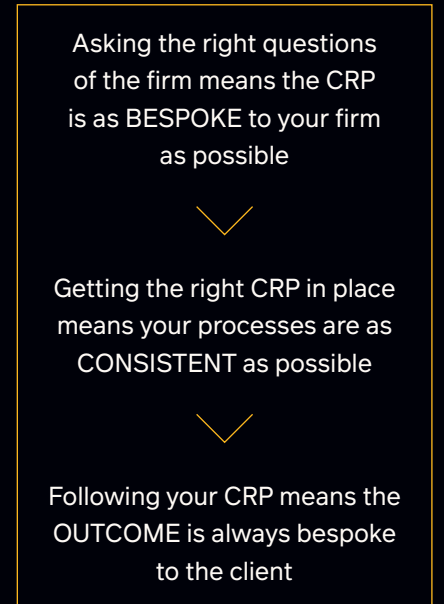 Asking the right questions
of the firm means the CRP
is as BESPOKE to your firm
as possible
Getting the right CRP in place
means your processes are as
CONSISTENT as possible
Following your CRP means the
OUTCOME is always bespoke
to the client